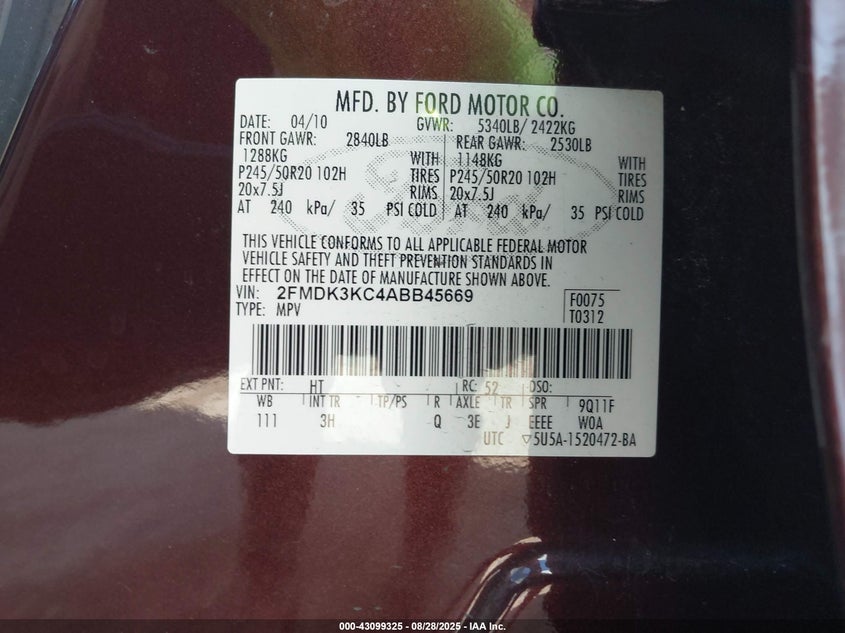 MFD. BY FORD MOTOR CO.
DATE: 04/10 GVWR: 5340LB/ 2422KG
FRONT GAWR: 2840LB REAR GAWR: 2530LB
1288KG WITH 1148KG WITH
P245/50R20 102H TIRES P245/50R20 102H TIRES
20x7.5J RIMS 20x7.5J RIMS
AT 240 kPa/ 35 PSI COLD AT 240 kPa/ 35 PSI COLD
Ford
THIS VEHICLE CONFORMS TO ALL APPLICABLE FEDERAL MOTOR
VEHICLE SAFETY AND THEFT PREVENTION STANDARDS IN
EFFECT ON THE DATE OF MANUFACTURE SHOWN ABOVE.
VIN: 2FMDK3KC4ABB45669 F0075
TYPE: MPV T0312
EXT PNT: HT RC: 52 DSO:
WB INT TR TP/PS R AXLE TR SPR 9Q11F
111 3H Q 3E J EEEE W0A
UTC ▽5U5A-1520472-BA
000-43099325 | 08/28/2025 - IAA Inc.